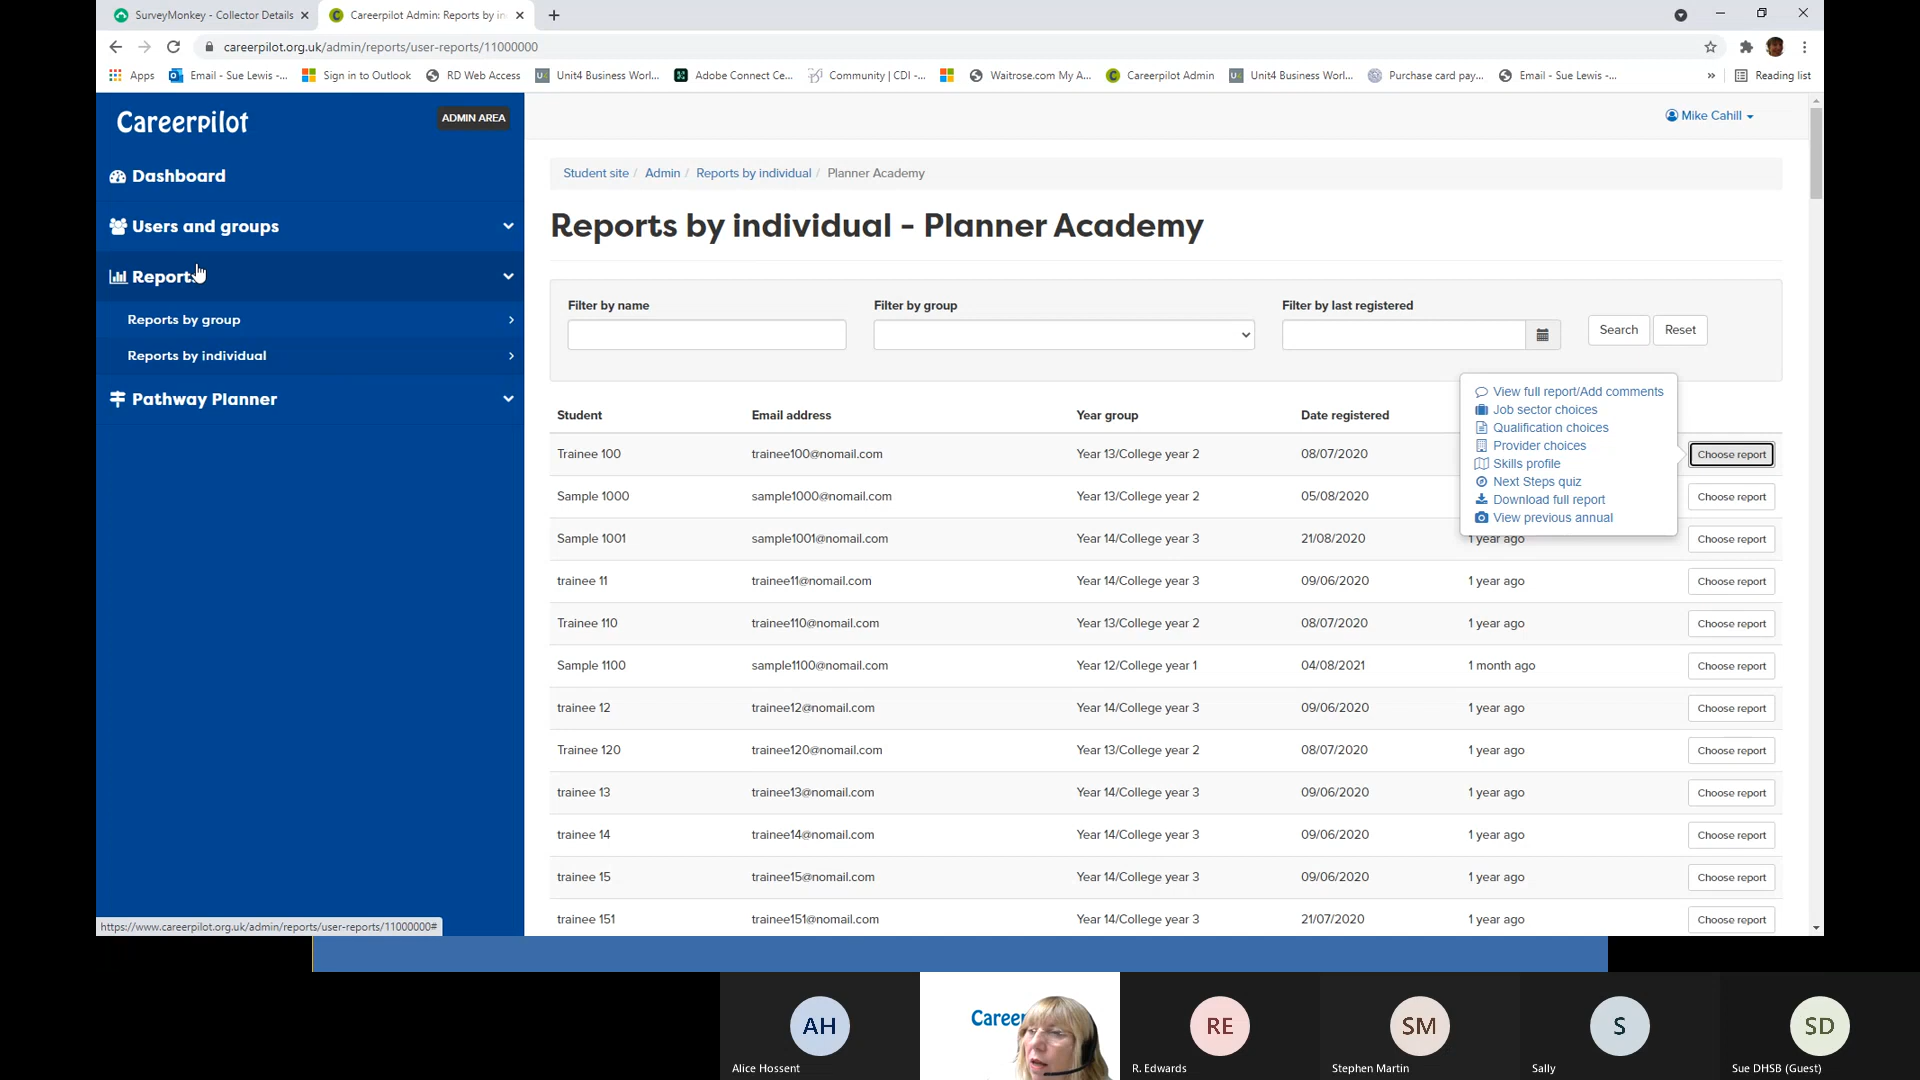 SurveyMonkey - Collector Details
Careerpilot Admin: Reports by in
careerpilot.org.uk/admin/reports/user-reports/11000000
Apps
Email - Sue Lewis -...
Sign in to Outlook
RD Web Access
Unit4 Business Worl...
Adobe Connect Ce...
Community | CDI -...
Waitrose.com My A...
Careerpilot Admin
Unit4 Business Worl...
Purchase card pay...
Email - Sue Lewis -...
Reading list
Careerpilot
ADMIN AREA
Dashboard
Users and groups
Reports
Reports by group
Reports by individual
Pathway Planner
Mike Cahill
Student site / Admin / Reports by individual / Planner Academy
Reports by individual - Planner Academy
Filter by name
Filter by group
Filter by last registered
Search
Reset
Student Email address Year group Date registered
View full report/Add comments
Job sector choices
Qualification choices
Provider choices
Skills profile
Next Steps quiz
Download full report
View previous annual
Trainee 100 trainee100@nomail.com Year 13/College year 2 08/07/2020 Choose report
Sample 1000 sample1000@nomail.com Year 13/College year 2 05/08/2020 Choose report
Sample 1001 sample1001@nomail.com Year 14/College year 3 21/08/2020 1 year ago Choose report
trainee 11 trainee11@nomail.com Year 14/College year 3 09/06/2020 1 year ago Choose report
Trainee 110 trainee110@nomail.com Year 13/College year 2 08/07/2020 1 year ago Choose report
Sample 1100 sample1100@nomail.com Year 12/College year 1 04/08/2021 1 month ago Choose report
trainee 12 trainee12@nomail.com Year 14/College year 3 09/06/2020 1 year ago Choose report
Trainee 120 trainee120@nomail.com Year 13/College year 2 08/07/2020 1 year ago Choose report
trainee 13 trainee13@nomail.com Year 14/College year 3 09/06/2020 1 year ago Choose report
trainee 14 trainee14@nomail.com Year 14/College year 3 09/06/2020 1 year ago Choose report
trainee 15 trainee15@nomail.com Year 14/College year 3 09/06/2020 1 year ago Choose report
trainee 151 trainee151@nomail.com Year 14/College year 3 21/07/2020 1 year ago Choose report
https://www.careerpilot.org.uk/admin/reports/user-reports/11000000#
AH
Career
RE
SM
S
SD
Alice Hossent
R. Edwards
Stephen Martin
Sally
Sue DHSB (Guest)